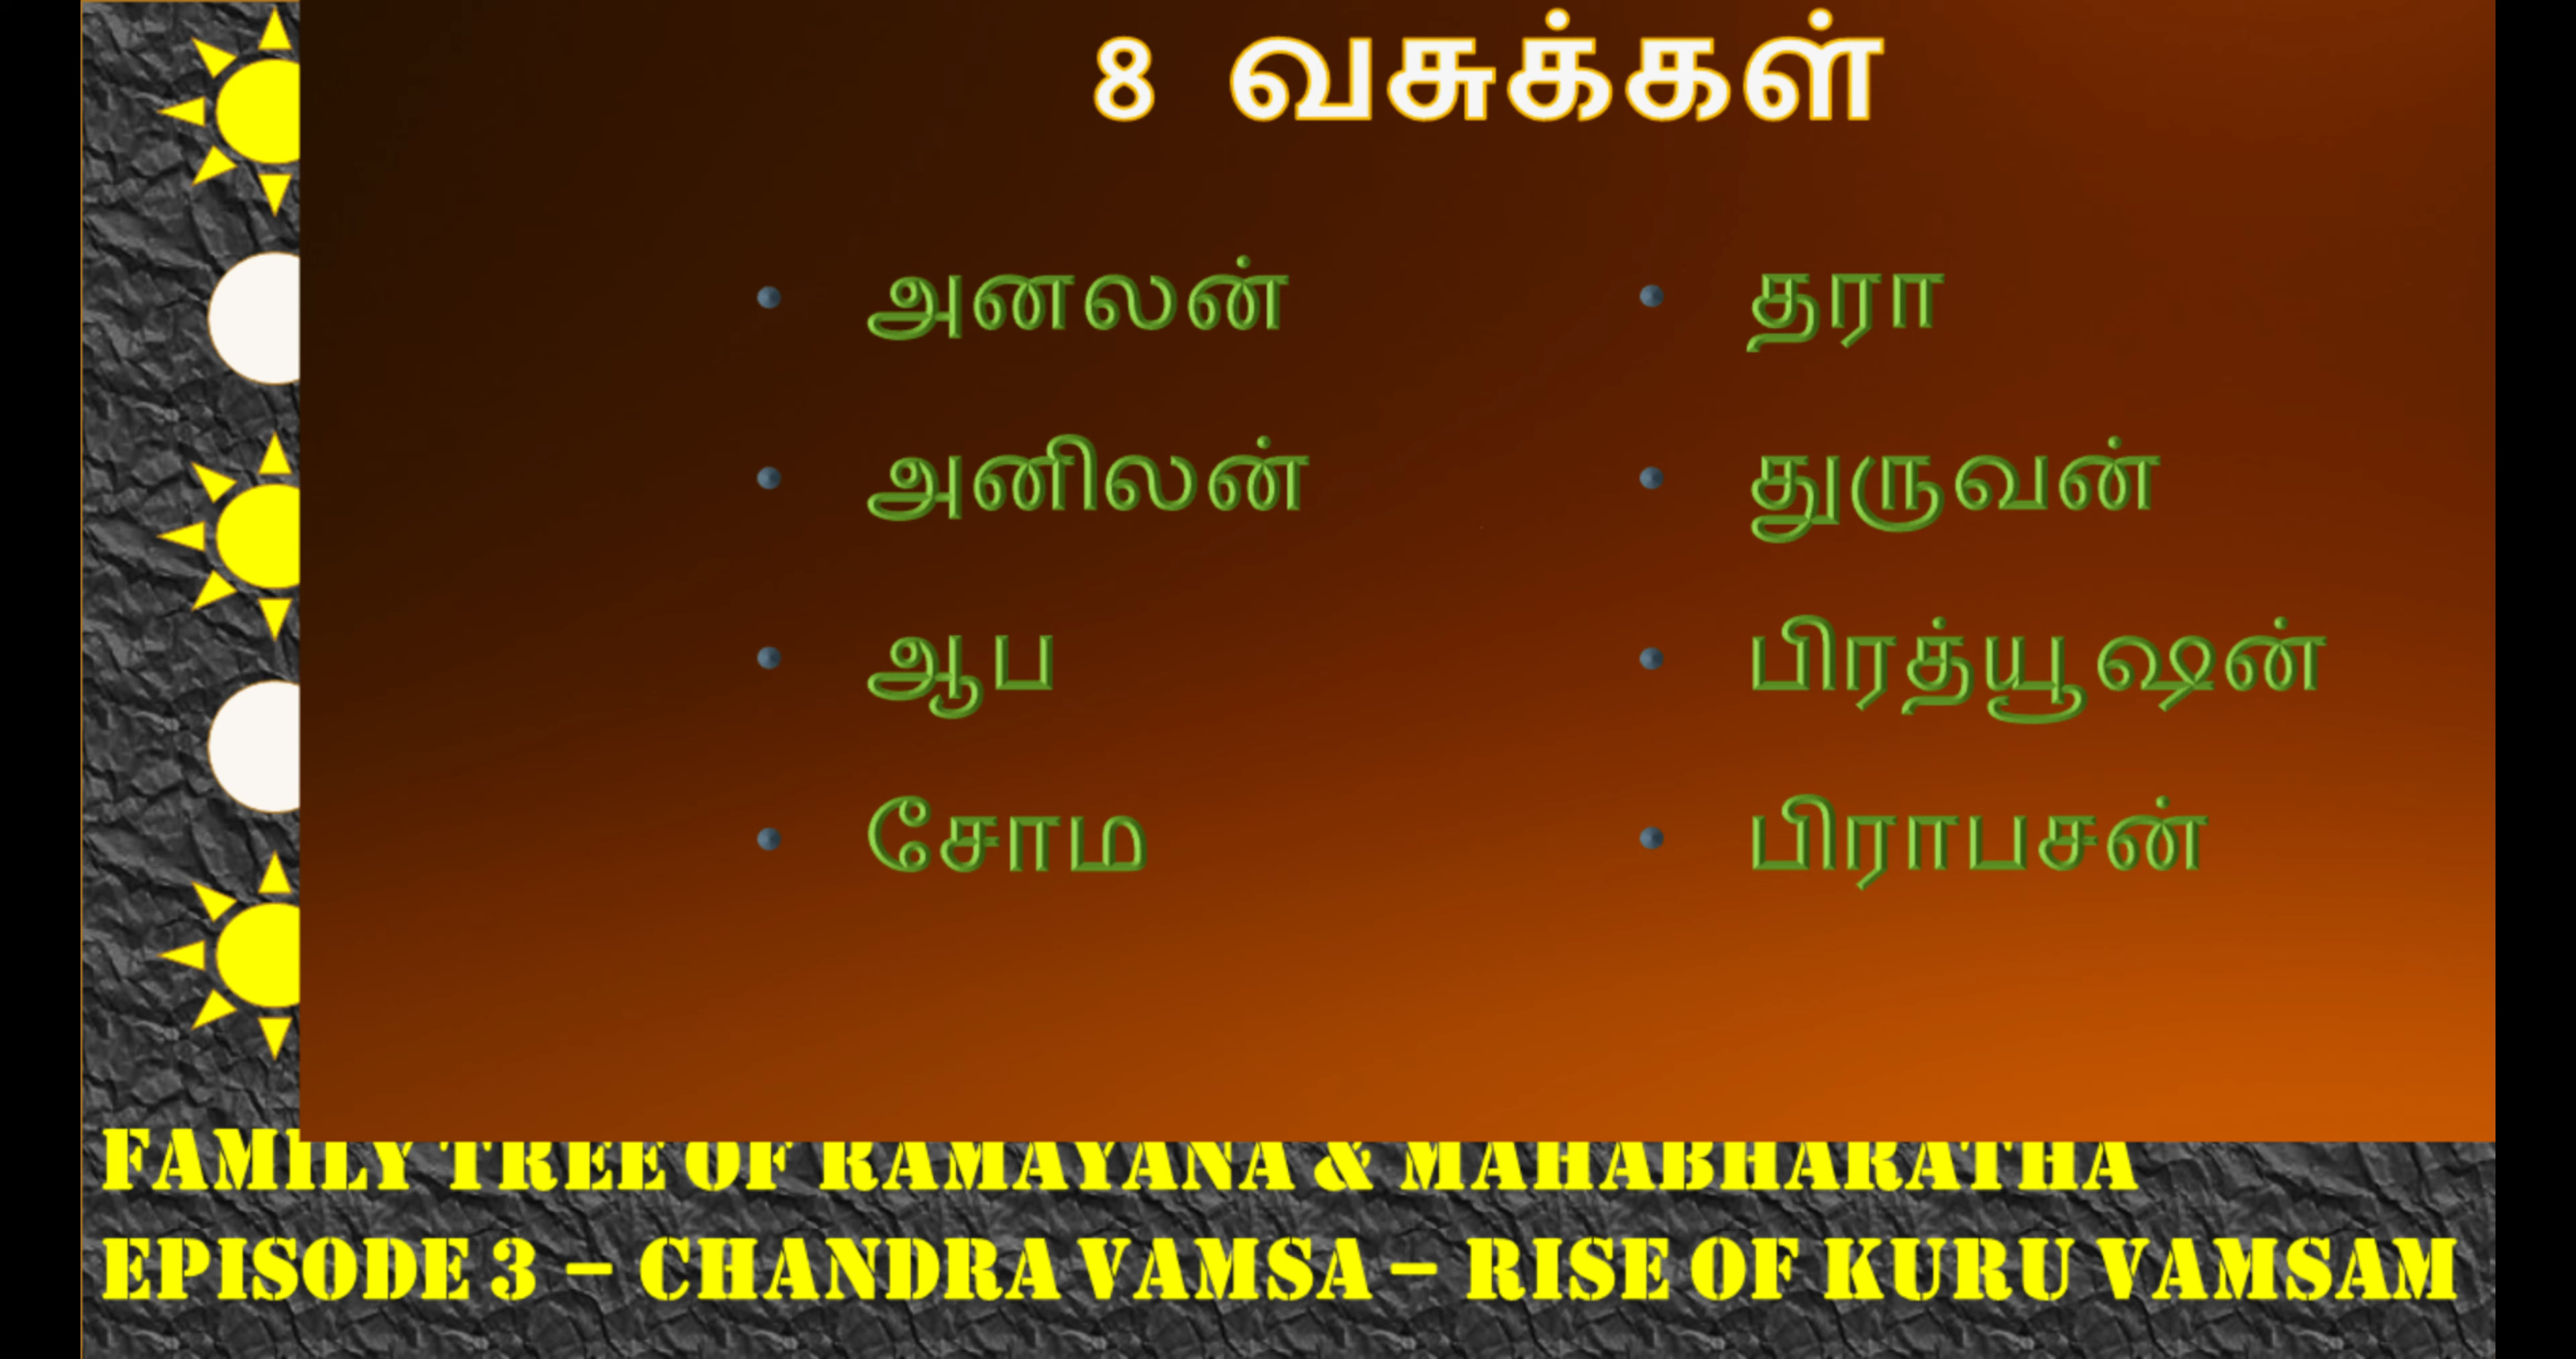 8 வசுக்கள்
• அனலன்
• அனிலன்
• ஆப
• சோம
• தரா
• துருவன்
• பிரத்யூஷன்
• பிராபசன்
FAMILY TREE OF RAMAYANA & MAHABHARATHA
EPISODE 3 – CHANDRA VAMSA – RISE OF KURU VAMSAM